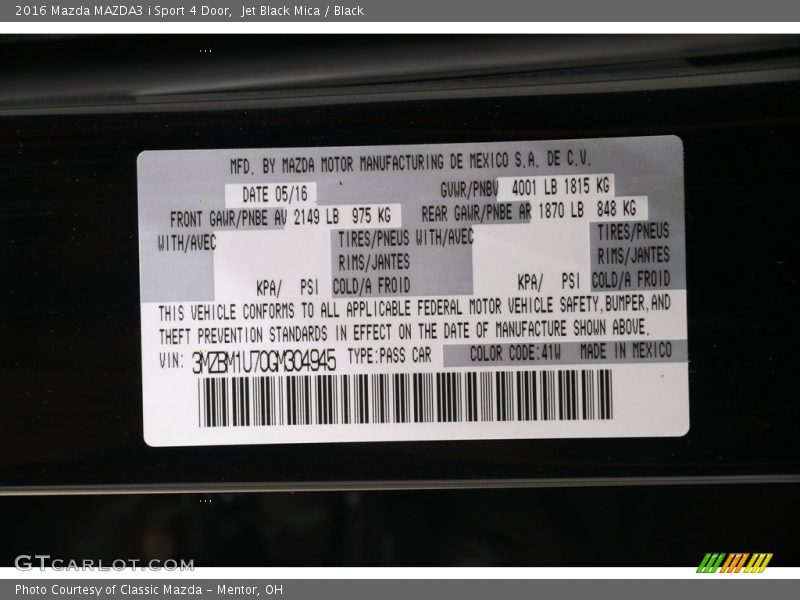 2016 Mazda MAZDA3 i Sport 4 Door, Jet Black Mica / Black
MFD. BY MAZDA MOTOR MANUFACTURING DE MEXICO S.A. DE C.V.
DATE 05/16 GVWR/PNBV 4001 LB 1815 KG
FRONT GAWR/PNBE AV 2149 LB 975 KG REAR GAWR/PNBE AR 1870 LB 848 KG
WITH/AVEC TIRES/PNEUS WITH/AVEC TIRES/PNEUS
RIMS/JANTES RIMS/JANTES
KPA/ PSI COLD/A FROID KPA/ PSI COLD/A FROID
THIS VEHICLE CONFORMS TO ALL APPLICABLE FEDERAL MOTOR VEHICLE SAFETY,BUMPER,AND
THEFT PREVENTION STANDARDS IN EFFECT ON THE DATE OF MANUFACTURE SHOWN ABOVE.
VIN: 3MZBM1U70GM304945 TYPE:PASS CAR COLOR CODE:41W MADE IN MEXICO
GTCARLOT.COM
Photo Courtesy of Classic Mazda - Mentor, OH